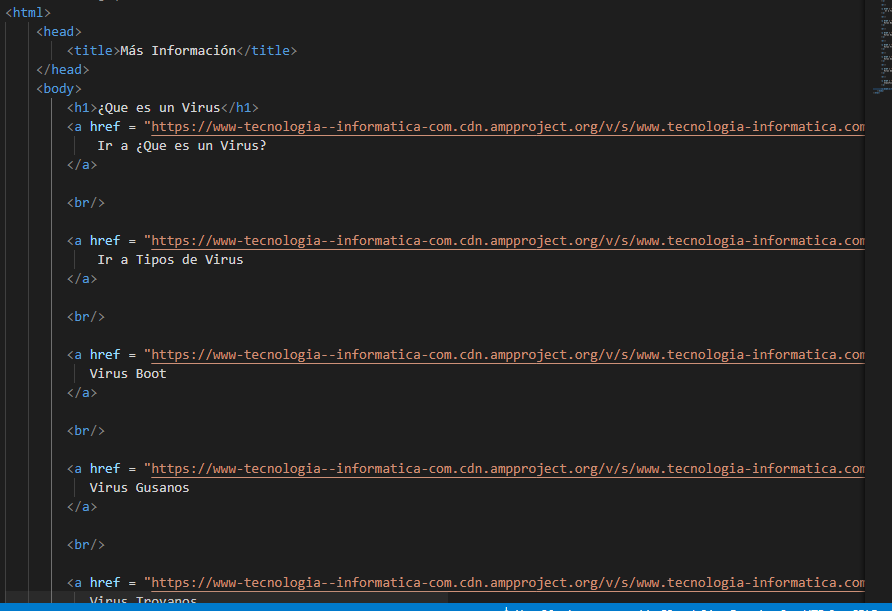 <html>
<head>
<title>Más Información</title>
</head>
<body>
<h1>¿Que es un Virus</h1>
<a href = "https://www-tecnologia--informatica-com.cdn.ampproject.org/v/s/www.tecnologia-informatica.com
Ir a ¿Que es un Virus?
</a>
<br/>
<a href = "https://www-tecnologia--informatica-com.cdn.ampproject.org/v/s/www.tecnologia-informatica.com
Ir a Tipos de Virus
</a>
<br/>
<a href = "https://www-tecnologia--informatica-com.cdn.ampproject.org/v/s/www.tecnologia-informatica.com
Virus Boot
</a>
<br/>
<a href = "https://www-tecnologia--informatica-com.cdn.ampproject.org/v/s/www.tecnologia-informatica.com
Virus Gusanos
</a>
<br/>
<a href = "https://www-tecnologia--informatica-com.cdn.ampproject.org/v/s/www.tecnologia-informatica.com
Virus Troyanos